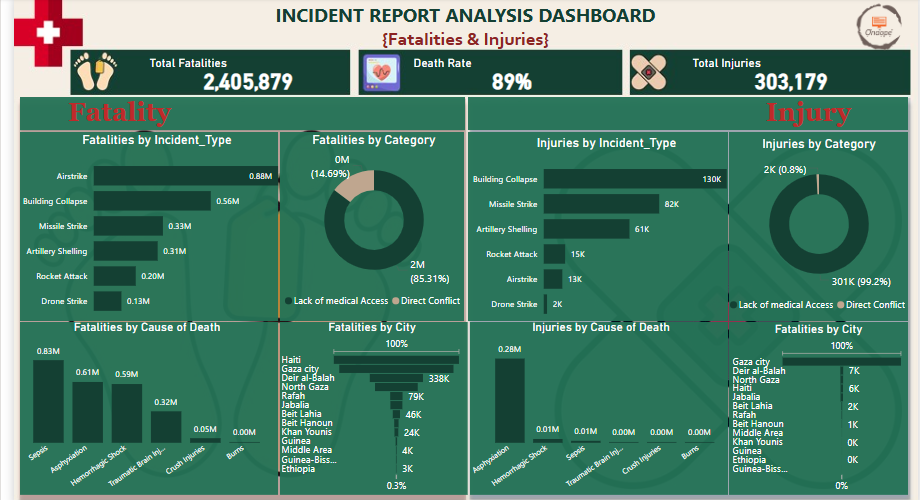 INCIDENT REPORT ANALYSIS DASHBOARD
{Fatalities & Injuries}
Ondape
Total Fatalities
2,405,879
Death Rate
89%
Total Injuries
303,179
Fatality
Injury
Fatalities by Incident_Type
Airstrike 0.88M
Building Collapse 0.56M
Missile Strike 0.33M
Artillery Shelling 0.31M
Rocket Attack 0.20M
Drone Strike 0.13M
Fatalities by Category
0M
(14.69%)
2M
(85.31%)
Lack of medical Access Direct Conflict
Injuries by Incident_Type
Building Collapse 130K
Missile Strike 82K
Artillery Shelling 61K
Rocket Attack 15K
Airstrike 13K
Drone Strike 2K
Injuries by Category
2K (0.8%)
301K (99.2%)
Lack of medical Access Direct Conflict
Fatalities by Cause of Death
0.83M
0.61M
0.59M
0.32M
0.05M
0.00M
Sepsis
Asphyxiation
Hemorrhagic Shock
Traumatic Brain Inj...
Crush Injuries
Burns
Fatalities by City
100%
Haiti
Gaza city
Deir al-Balah 338K
North Gaza
Rafah 79K
Jabalia
Beit Lahia 46K
Beit Hanoun
Khan Younis 24K
Guinea
Middle Area 4K
Guinea-Biss...
Ethiopia 3K
0.3%
Injuries by Cause of Death
0.28M
0.01M
0.01M
0.00M
0.00M
0.00M
Asphyxiation
Hemorrhagic Shock
Sepsis
Traumatic Brain Inj...
Crush Injuries
Burns
Fatalities by City
100%
Gaza city
Deir al-Balah 7K
North Gaza
Haiti 6K
Jabalia
Beit Lahia 2K
Rafah
Beit Hanoun 1K
Middle Area
Khan Younis 0K
Guinea
Ethiopia 0K
Guinea-Biss...
0%